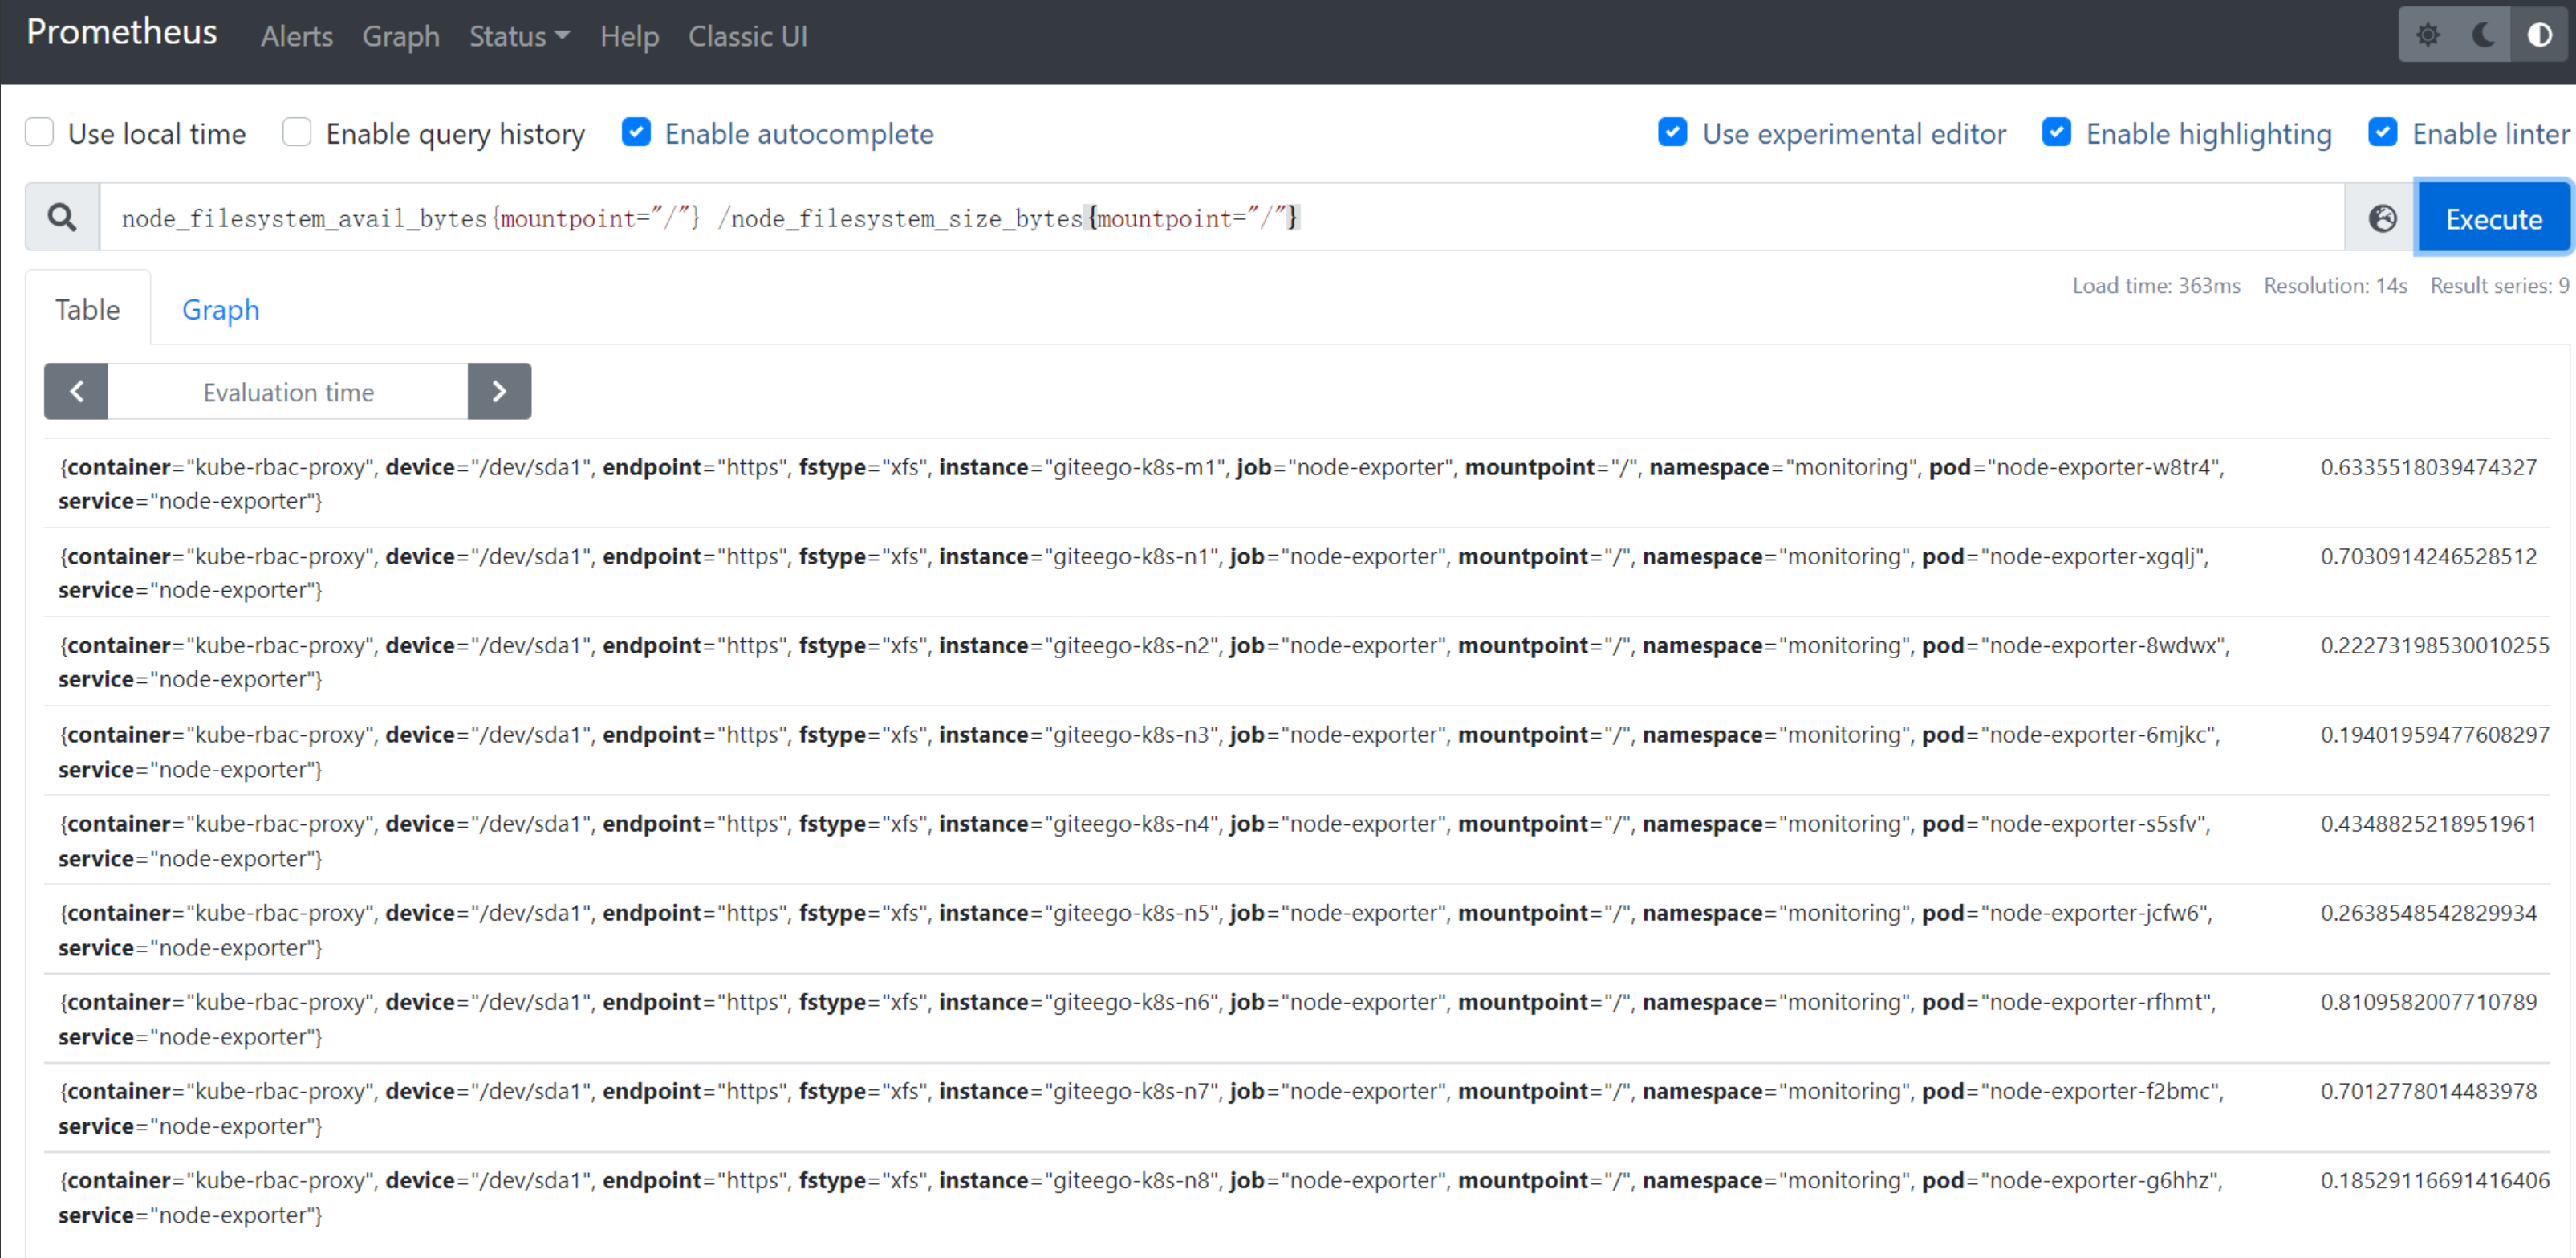 Prometheus Alerts Graph Status Help Classic UI
Use local time Enable query history Enable autocomplete Use experimental editor Enable highlighting Enable linter
node_filesystem_avail_bytes{mountpoint="/"} /node_filesystem_size_bytes{mountpoint="/"} Execute
Load time: 363ms Resolution: 14s Result series: 9
Table Graph
Evaluation time
{container="kube-rbac-proxy", device="/dev/sda1", endpoint="https", fstype="xfs", instance="giteego-k8s-m1", job="node-exporter", mountpoint="/", namespace="monitoring", pod="node-exporter-w8tr4", 0.6335518039474327
service="node-exporter"}
{container="kube-rbac-proxy", device="/dev/sda1", endpoint="https", fstype="xfs", instance="giteego-k8s-n1", job="node-exporter", mountpoint="/", namespace="monitoring", pod="node-exporter-xgqlj", 0.7030914246528512
service="node-exporter"}
{container="kube-rbac-proxy", device="/dev/sda1", endpoint="https", fstype="xfs", instance="giteego-k8s-n2", job="node-exporter", mountpoint="/", namespace="monitoring", pod="node-exporter-8wdwx", 0.22273198530010255
service="node-exporter"}
{container="kube-rbac-proxy", device="/dev/sda1", endpoint="https", fstype="xfs", instance="giteego-k8s-n3", job="node-exporter", mountpoint="/", namespace="monitoring", pod="node-exporter-6mjkc", 0.19401959477608297
service="node-exporter"}
{container="kube-rbac-proxy", device="/dev/sda1", endpoint="https", fstype="xfs", instance="giteego-k8s-n4", job="node-exporter", mountpoint="/", namespace="monitoring", pod="node-exporter-s5sfv", 0.4348825218951961
service="node-exporter"}
{container="kube-rbac-proxy", device="/dev/sda1", endpoint="https", fstype="xfs", instance="giteego-k8s-n5", job="node-exporter", mountpoint="/", namespace="monitoring", pod="node-exporter-jcfw6", 0.2638548542829934
service="node-exporter"}
{container="kube-rbac-proxy", device="/dev/sda1", endpoint="https", fstype="xfs", instance="giteego-k8s-n6", job="node-exporter", mountpoint="/", namespace="monitoring", pod="node-exporter-rfhmt", 0.8109582007710789
service="node-exporter"}
{container="kube-rbac-proxy", device="/dev/sda1", endpoint="https", fstype="xfs", instance="giteego-k8s-n7", job="node-exporter", mountpoint="/", namespace="monitoring", pod="node-exporter-f2bmc", 0.7012778014483978
service="node-exporter"}
{container="kube-rbac-proxy", device="/dev/sda1", endpoint="https", fstype="xfs", instance="giteego-k8s-n8", job="node-exporter", mountpoint="/", namespace="monitoring", pod="node-exporter-g6hhz", 0.18529116691416406
service="node-exporter"}